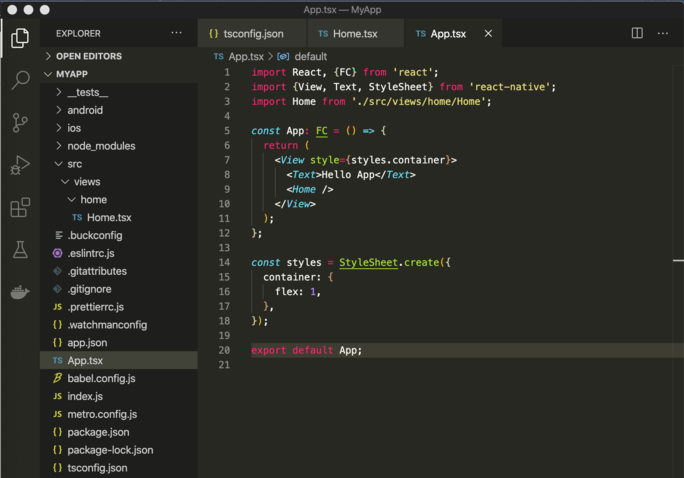 App.tsx — MyApp
EXPLORER
OPEN EDITORS
MYAPP
__tests__
android
ios
node_modules
src
views
home
TS Home.tsx
.buckconfig
.eslintrc.js
.gitattributes
.gitignore
JS .prettierrc.js
{} .watchmanconfig
{} app.json
TS App.tsx
babel.config.js
JS index.js
JS metro.config.js
{} package.json
{} package-lock.json
{} tsconfig.json
{} tsconfig.json
TS Home.tsx
TS App.tsx
TS App.tsx > default
1 import React, {FC} from 'react';
2 import {View, Text, StyleSheet} from 'react-native';
3 import Home from './src/views/home/Home';
4
5 const App: FC = () => {
6 return (
7 <View style={styles.container}>
8 <Text>Hello App</Text>
9 <Home />
10 </View>
11 );
12 };
13
14 const styles = StyleSheet.create({
15 container: {
16 flex: 1,
17 },
18 });
19
20 export default App;
21